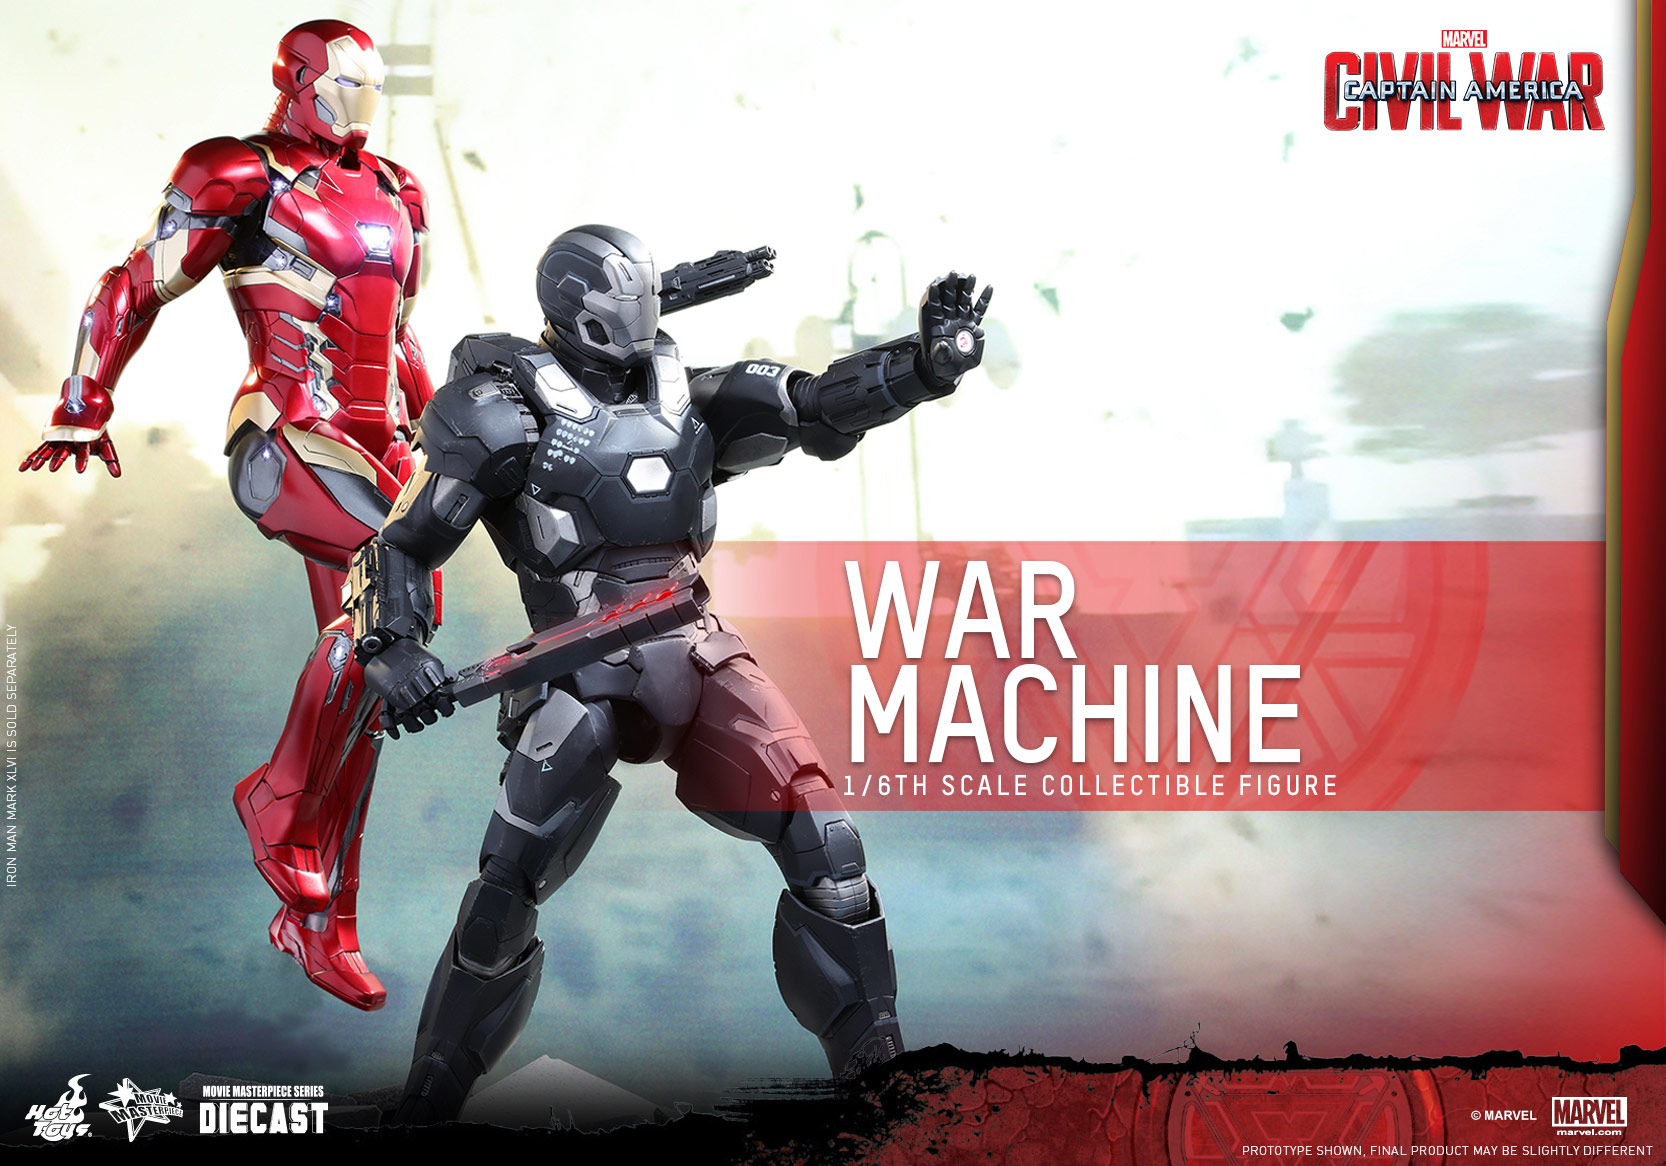 MARVEL
CIVIL WAR
CAPTAIN AMERICA
003
WAR
MACHINE
1/6TH SCALE COLLECTIBLE FIGURE
IRON MAN MARK XLVI IS SOLD SEPARATELY
Hot
Toys.
MOVIE
MASTERPIECE
MOVIE MASTERPIECE SERIES
DIECAST
© MARVEL
MARVEL
marvel.com
PROTOTYPE SHOWN, FINAL PRODUCT MAY BE SLIGHTLY DIFFERENT